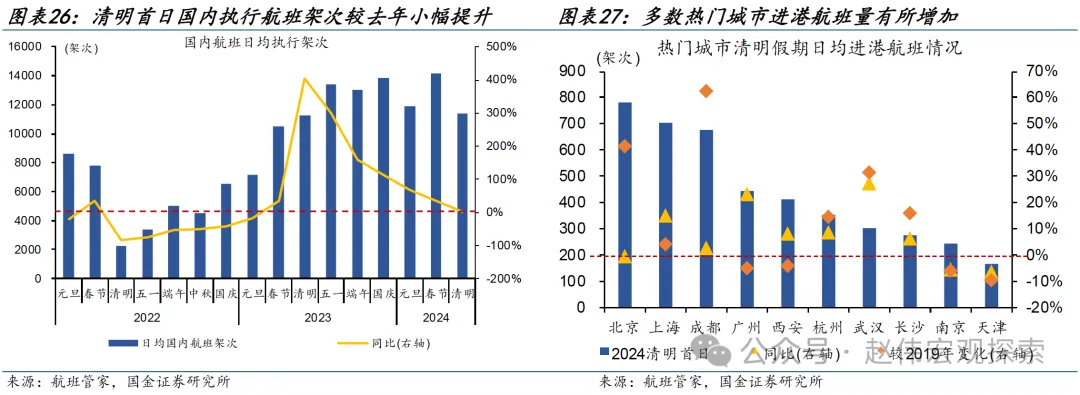 图表26：清明首日国内执行航班架次较去年小幅提升
(架次)
国内航班日均执行架次
16000
14000
12000
10000
8000
6000
4000
2000
0
500%
400%
300%
200%
100%
0%
100%
200%
元旦 春节 清明 五一 端午 中秋 国庆 元旦 春节 清明 五一 端午 国庆 元旦 春节 清明
2022 2023 2024
日均国内航班架次 同比(右轴)
来源：航班管家，国金证券研究所
图表27：多数热门城市进港航班量有所增加
(架次)
热门城市清明假期日均进港航班情况
900
800
700
600
500
400
300
200
100
0
70%
60%
50%
40%
30%
20%
10%
0%
-10%
-20%
北京 上海 成都 广州 西安 杭州 武汉 长沙 南京 天津
2024清明首日 同比(右轴) 较2019年变化(右轴)
公众号·赵伟宏观探索
来源：航班管家，国金证券研究所